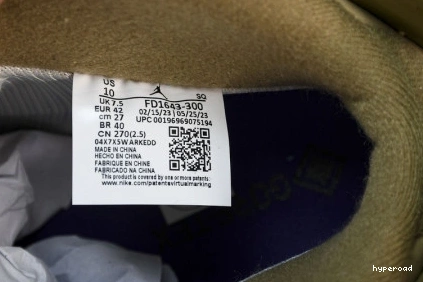 US
10
SQ
UK 7.5
FD1643-300
EUR 42
02/15/23 | 05/25/23
cm 27
UPC 00196969075194
BR 40
CN 270(2.5)
04X7X5WARKEDD
MADE IN CHINA
HECHO EN CHINA
FABRIQUE EN CHINE
FABRICADO NA CHINA
This product is covered by one or more patents:
www.nike.com/patentsvirtualmarking
hyperoad